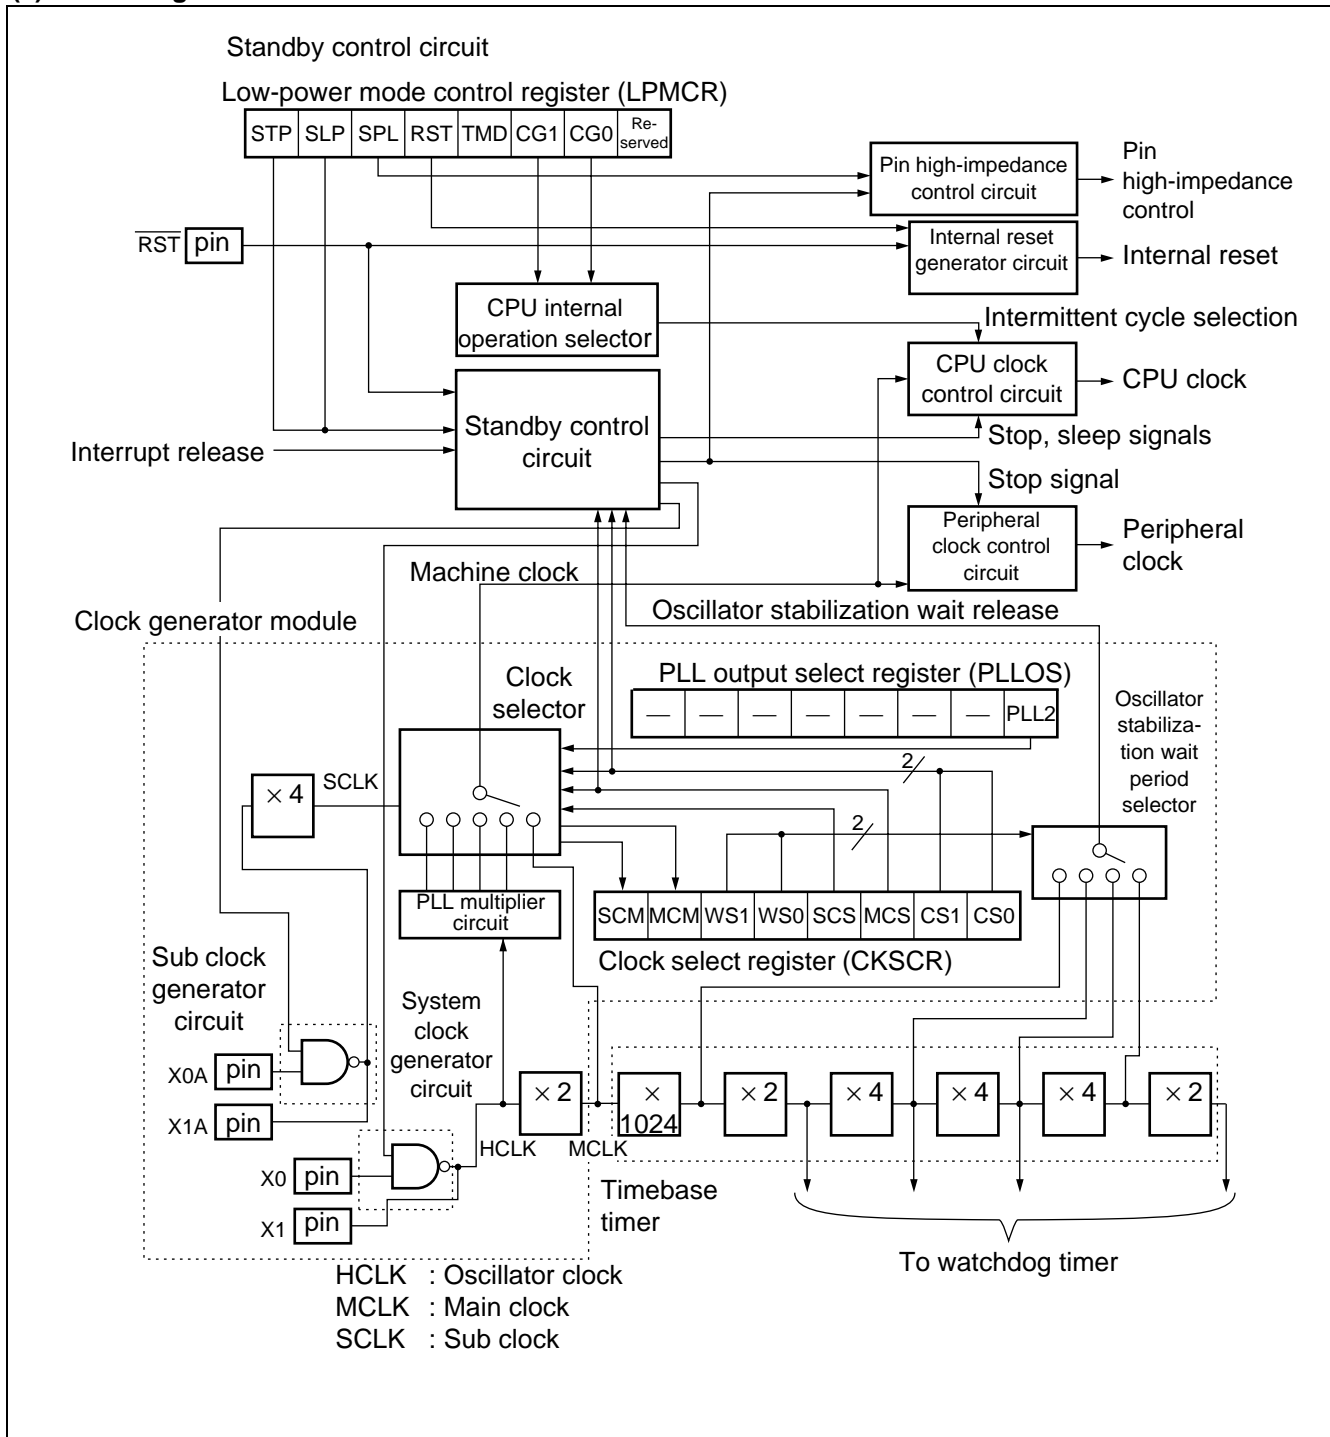 Standby control circuit
Low-power mode control register (LPMCR)
STP SLP SPL RST TMD CG1 CG0 Re-
served
Pin high-impedance
control circuit
Pin
high-impedance
control
RST pin
Internal reset
generator circuit
Internal reset
CPU internal
operation selector
Intermittent cycle selection
CPU clock
control circuit
CPU clock
Standby control
circuit
Interrupt release
Stop, sleep signals
Stop signal
Peripheral
clock control
circuit
Peripheral
clock
Machine clock
Oscillator stabilization wait release
Clock generator module
Clock
selector
PLL output select register (PLLOS)
— — — — — — — PLL2
Oscillator
stabiliza-
tion wait
period
selector
× 4
SCLK
2
2
PLL multiplier
circuit
SCM MCM WS1 WS0 SCS MCS CS1 CS0
Clock select register (CKSCR)
Sub clock
generator
circuit
System
clock
generator
circuit
X0A pin
X1A pin
× 2
×
1024
× 2
× 4
× 4
× 4
× 2
HCLK
MCLK
X0 pin
X1 pin
Timebase
timer
To watchdog timer
HCLK : Oscillator clock
MCLK : Main clock
SCLK : Sub clock